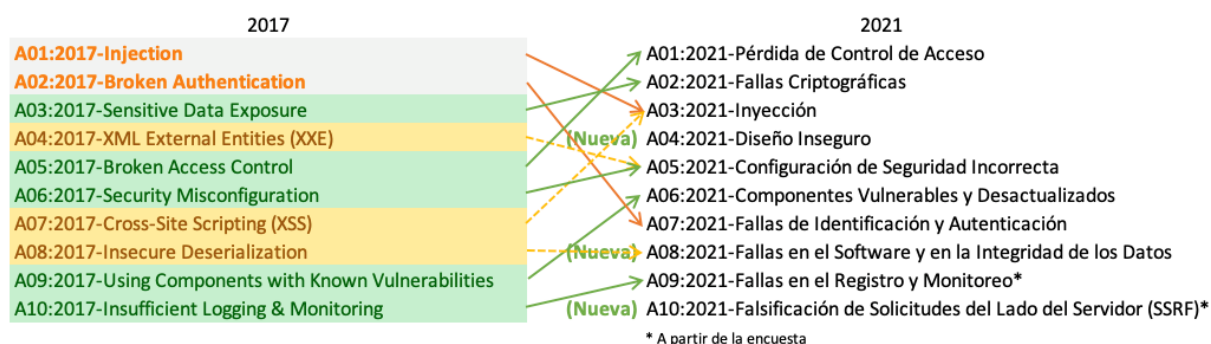 2017
A01:2017-Injection
A02:2017-Broken Authentication
A03:2017-Sensitive Data Exposure
A04:2017-XML External Entities (XXE)
A05:2017-Broken Access Control
A06:2017-Security Misconfiguration
A07:2017-Cross-Site Scripting (XSS)
A08:2017-Insecure Deserialization
A09:2017-Using Components with Known Vulnerabilities
A10:2017-Insufficient Logging & Monitoring
2021
A01:2021-Pérdida de Control de Acceso
A02:2021-Fallas Criptográficas
A03:2021-Inyección
(Nueva) A04:2021-Diseño Inseguro
A05:2021-Configuración de Seguridad Incorrecta
A06:2021-Componentes Vulnerables y Desactualizados
A07:2021-Fallas de Identificación y Autenticación
(Nueva) A08:2021-Fallas en el Software y en la Integridad de los Datos
A09:2021-Fallas en el Registro y Monitoreo*
(Nueva) A10:2021-Falsificación de Solicitudes del Lado del Servidor (SSRF)*
* A partir de la encuesta